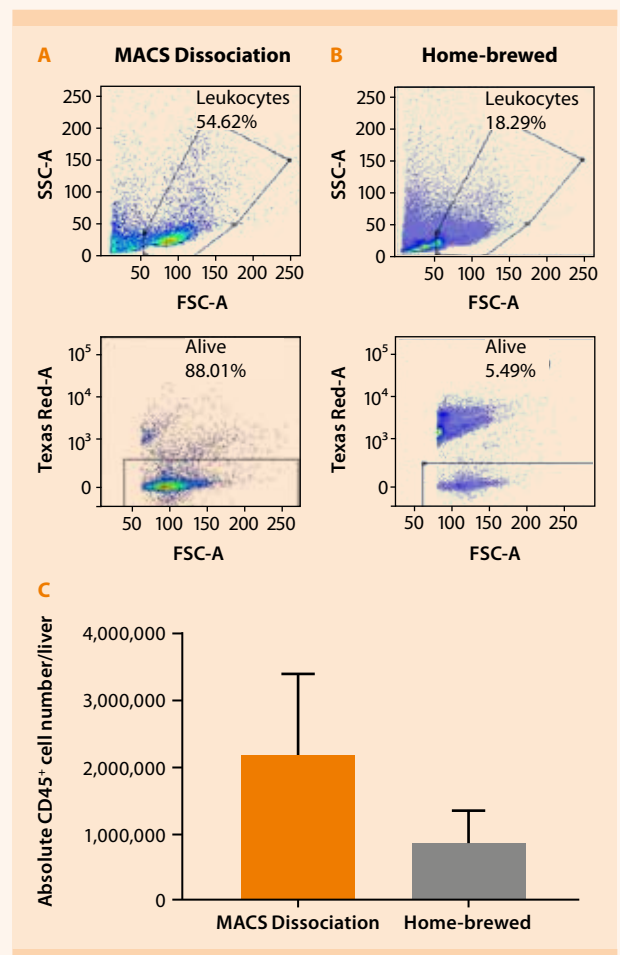 A
MACS Dissociation
B
Home-brewed
Leukocytes
54.62%
SSC-A
250
200
150
100
50
0
50 100 150 200 250
FSC-A
Leukocytes
18.29%
SSC-A
250
200
150
100
50
0
50 100 150 200 250
FSC-A
Alive
88.01%
Texas Red-A
10⁵
10⁴
10³
0
50 100 150 200 250
FSC-A
Alive
5.49%
Texas Red-A
10⁵
10⁴
10³
0
50 100 150 200 250
FSC-A
C
Absolute CD45⁺ cell number/liver
4,000,000
3,000,000
2,000,000
1,000,000
0
MACS Dissociation Home-brewed